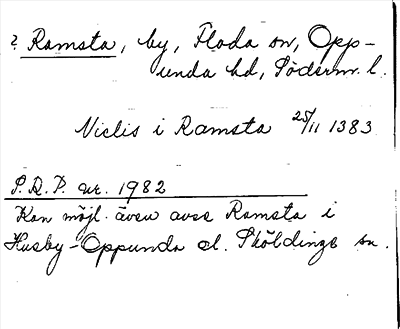 ? Ramsta, by, Floda sn, Opp-
unda hd, Söderm. l.
Niclis i Ramsta 25/11 1383
S.R.P. nr. 1982
Kan möjl. även avse Ramsta i
Husby-Oppunda el. Sköldinge sn.